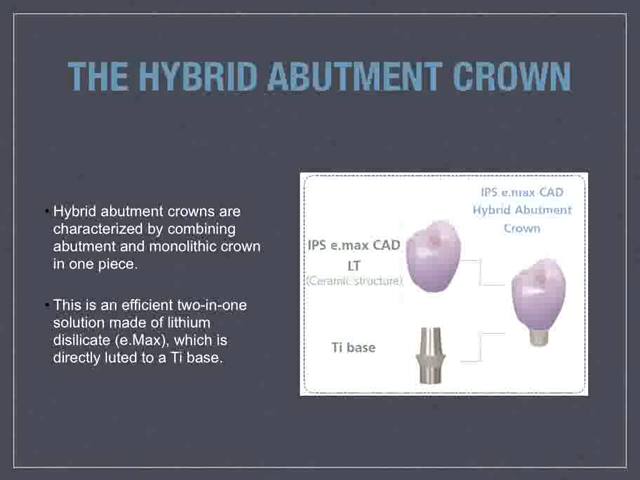 THE HYBRID ABUTMENT CROWN
• Hybrid abutment crowns are
characterized by combining
abutment and monolithic crown
in one piece.
• This is an efficient two-in-one
solution made of lithium
disilicate (e.Max), which is
directly luted to a Ti base.
IPS e.max CAD
Hybrid Abutment
Crown
IPS e.max CAD
LT
(Ceramic structure)
Ti base